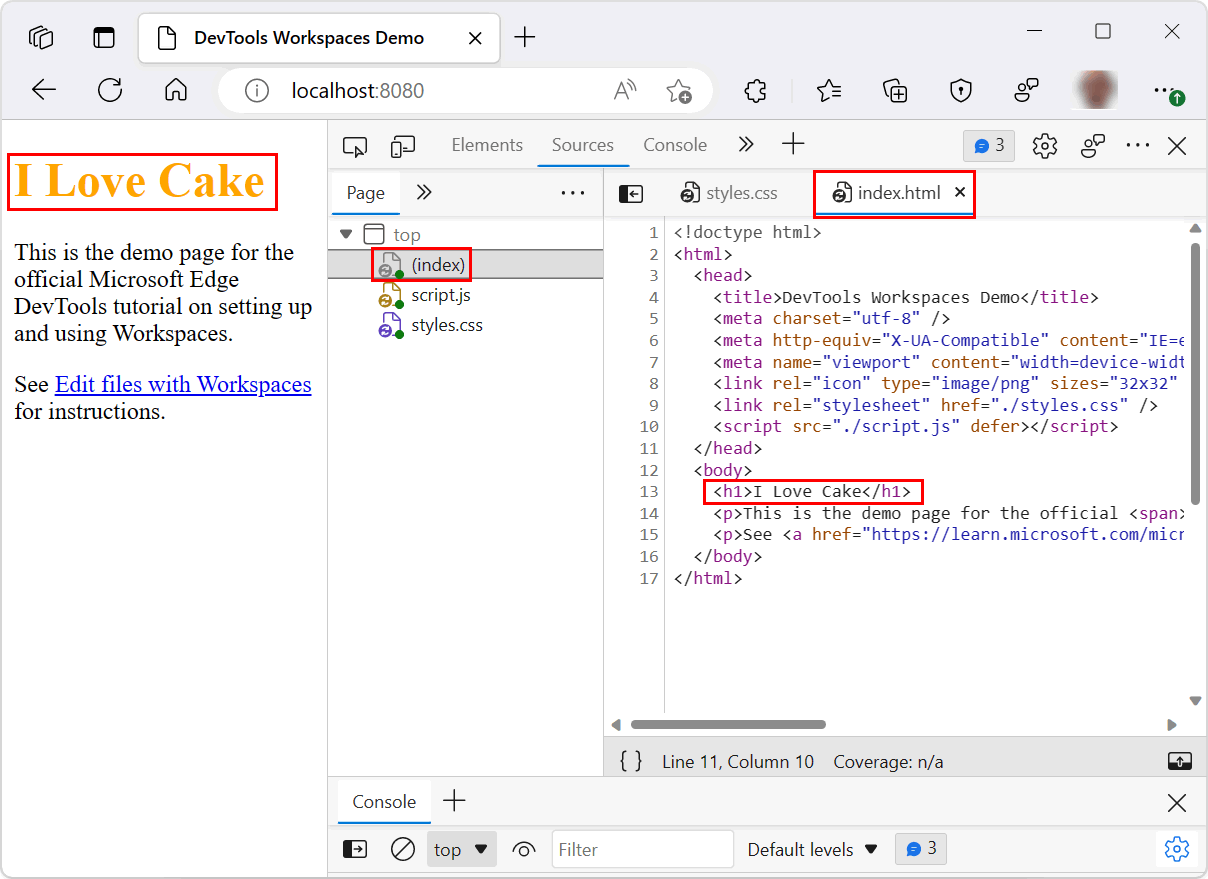 DevTools Workspaces Demo
localhost:8080
I Love Cake
This is the demo page for the
official Microsoft Edge
DevTools tutorial on setting up
and using Workspaces.
See Edit files with Workspaces
for instructions.
Elements Sources Console 3
Page
top
(index)
script.js
styles.css
styles.css index.html
1 <!doctype html>
2 <html>
3 <head>
4 <title>DevTools Workspaces Demo</title>
5 <meta charset="utf-8" />
6 <meta http-equiv="X-UA-Compatible" content="IE=e
7 <meta name="viewport" content="width=device-widt
8 <link rel="icon" type="image/png" sizes="32x32"
9 <link rel="stylesheet" href="./styles.css" />
10 <script src="./script.js" defer></script>
11 </head>
12 <body>
13 <h1>I Love Cake</h1>
14 <p>This is the demo page for the official <span>
15 <p>See <a href="https://learn.microsoft.com/micr
16 </body>
17 </html>
{ } Line 11, Column 10 Coverage: n/a
Console
top Filter Default levels 3